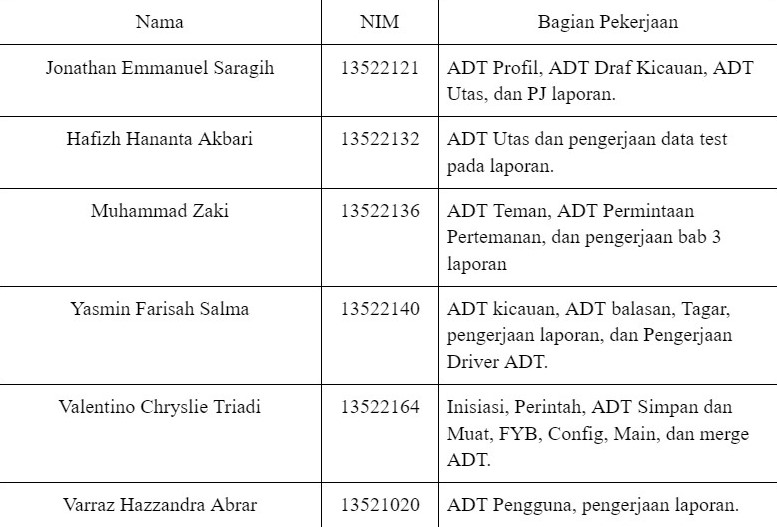 Nama NIM Bagian Pekerjaan
Jonathan Emmanuel Saragih 13522121 ADT Profil, ADT Draf Kicauan, ADT
Utas, dan PJ laporan.
Hafizh Hananta Akbari 13522132 ADT Utas dan pengerjaan data test
pada laporan.
Muhammad Zaki 13522136 ADT Teman, ADT Permintaan
Pertemanan, dan pengerjaan bab 3
laporan
Yasmin Farisah Salma 13522140 ADT kicauan, ADT balasan, Tagar,
pengerjaan laporan, dan Pengerjaan
Driver ADT.
Valentino Chryslie Triadi 13522164 Inisiasi, Perintah, ADT Simpan dan
Muat, FYB, Config, Main, dan merge
ADT.
Varraz Hazzandra Abrar 13521020 ADT Pengguna, pengerjaan laporan.